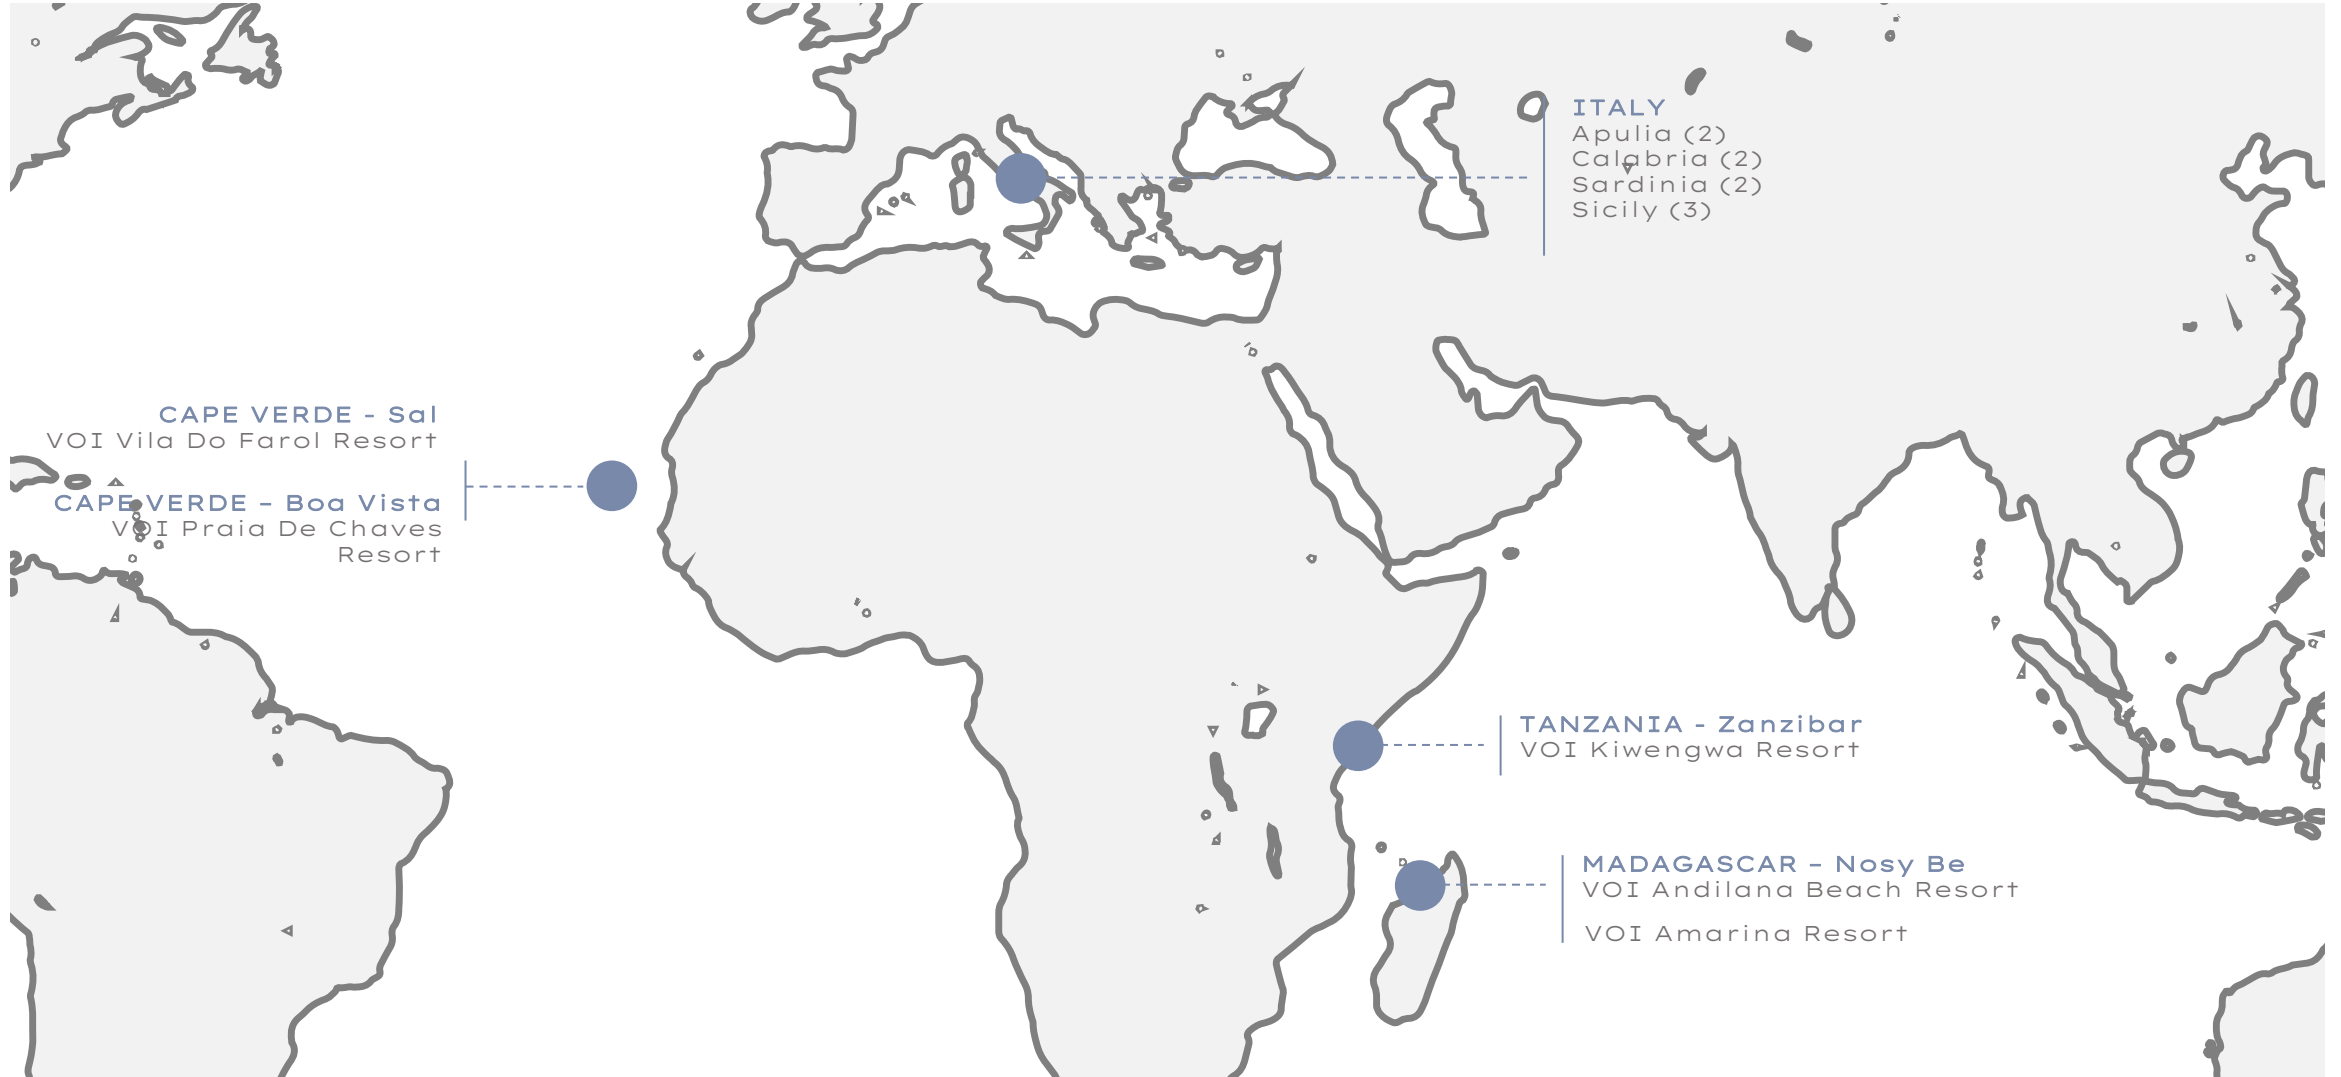 ITALY
Apulia (2)
Calabria (2)
Sardinia (2)
Sicily (3)
CAPE VERDE - Sal
VOI Vila Do Farol Resort
CAPE VERDE – Boa Vista
VOI Praia De Chaves
Resort
TANZANIA - Zanzibar
VOI Kiwengwa Resort
MADAGASCAR – Nosy Be
VOI Andilana Beach Resort
VOI Amarina Resort